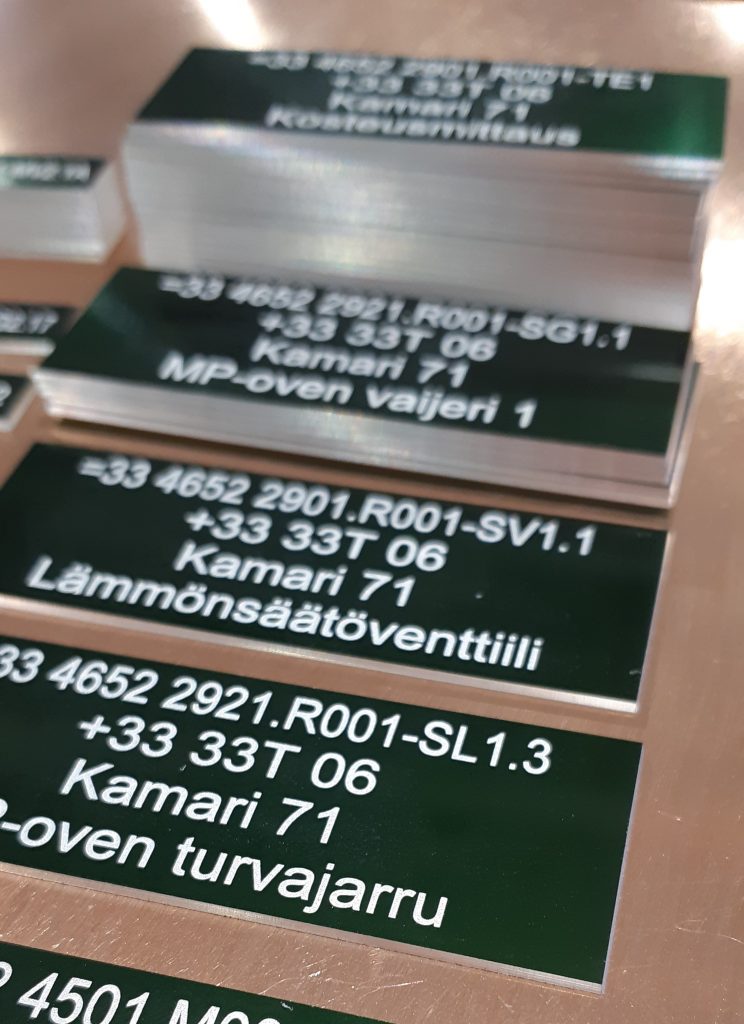 =33 4652 2901.R001-TE1
+33 33T 06
Kamari 71
Kosteusmittaus
=33 4652 2921.R001-SG1.1
+33 33T 06
Kamari 71
MP-oven vaijeri 1
=33 4652 2901.R001-SV1.1
+33 33T 06
Kamari 71
Lämmönsäätöventtiili
33 4652 2921.R001-SL1.3
+33 33T 06
Kamari 71
-oven turvajarru
4501